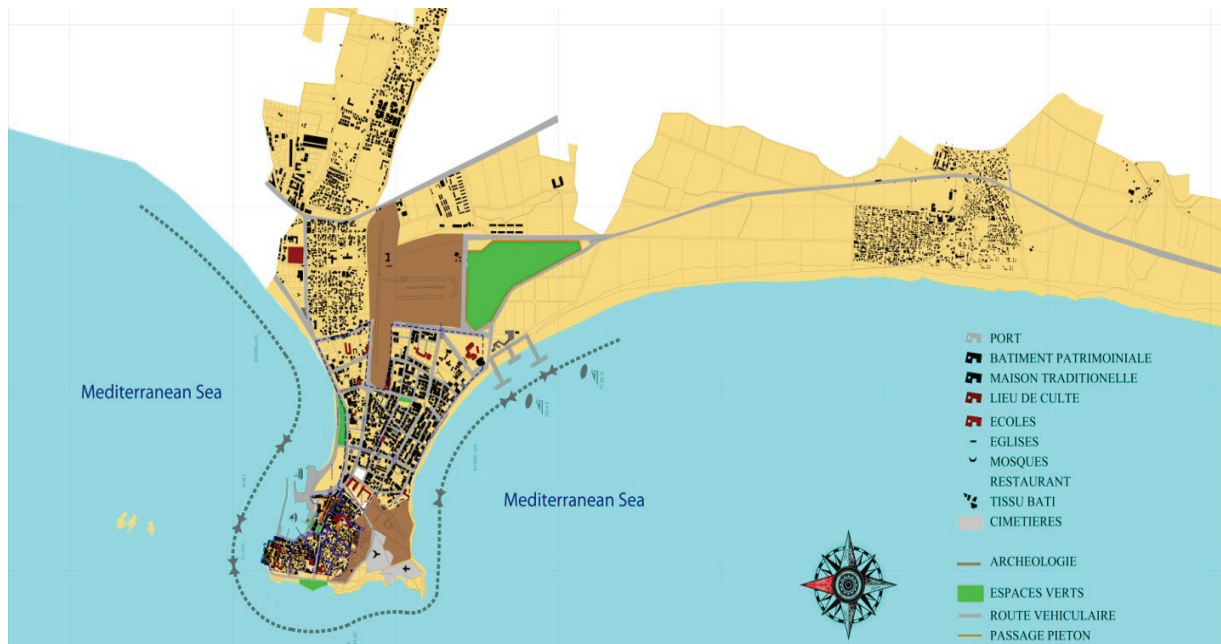 Mediterranean Sea
Mediterranean Sea
PORT
BATIMENT PATRIMOINIALE
MAISON TRADITIONELLE
LIEU DE CULTE
ECOLES
EGLISES
MOSQUES
RESTAURANT
TISSU BATI
CIMETIERES
ARCHEOLOGIE
ESPACES VERTS
ROUTE VEHICULAIRE
PASSAGE PIETON